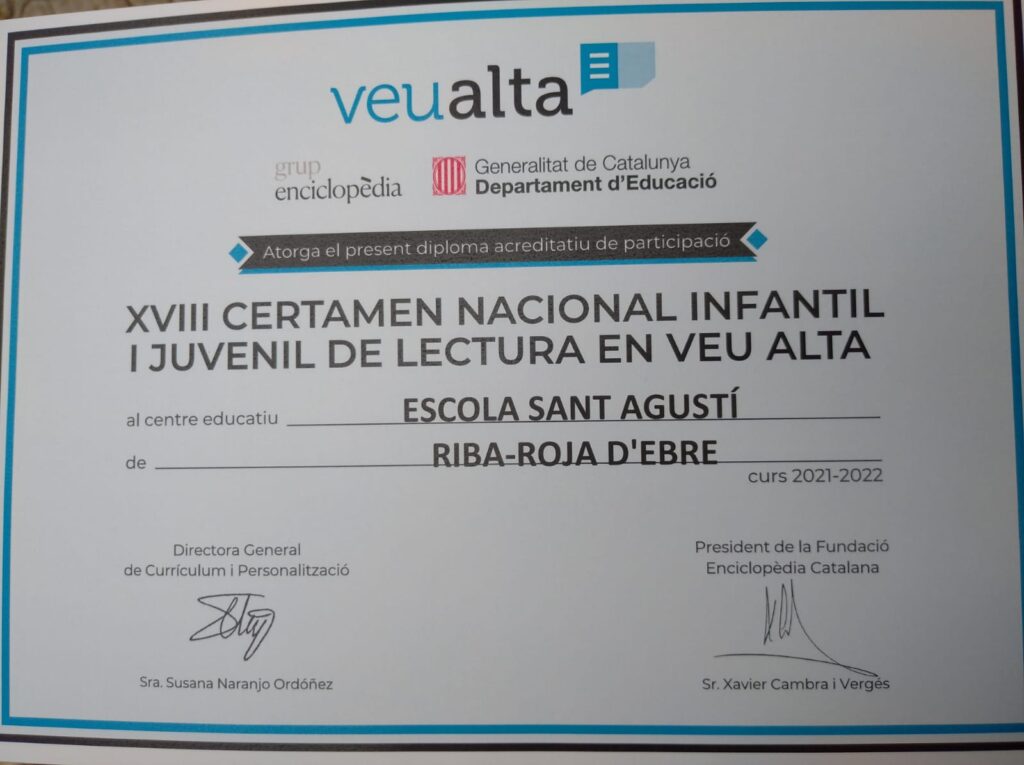 veualta
grup
enciclopèdia
Generalitat de Catalunya
Departament d'Educació
Atorga el present diploma acreditatiu de participació
XVIII CERTAMEN NACIONAL INFANTIL
I JUVENIL DE LECTURA EN VEU ALTA
al centre educatiu ESCOLA SANT AGUSTÍ
de RIBA-ROJA D'EBRE
curs 2021-2022
Directora General
de Currículum i Personalització
Sra. Susana Naranjo Ordóñez
President de la Fundació
Enciclopèdia Catalana
Sr. Xavier Cambra i Vergés